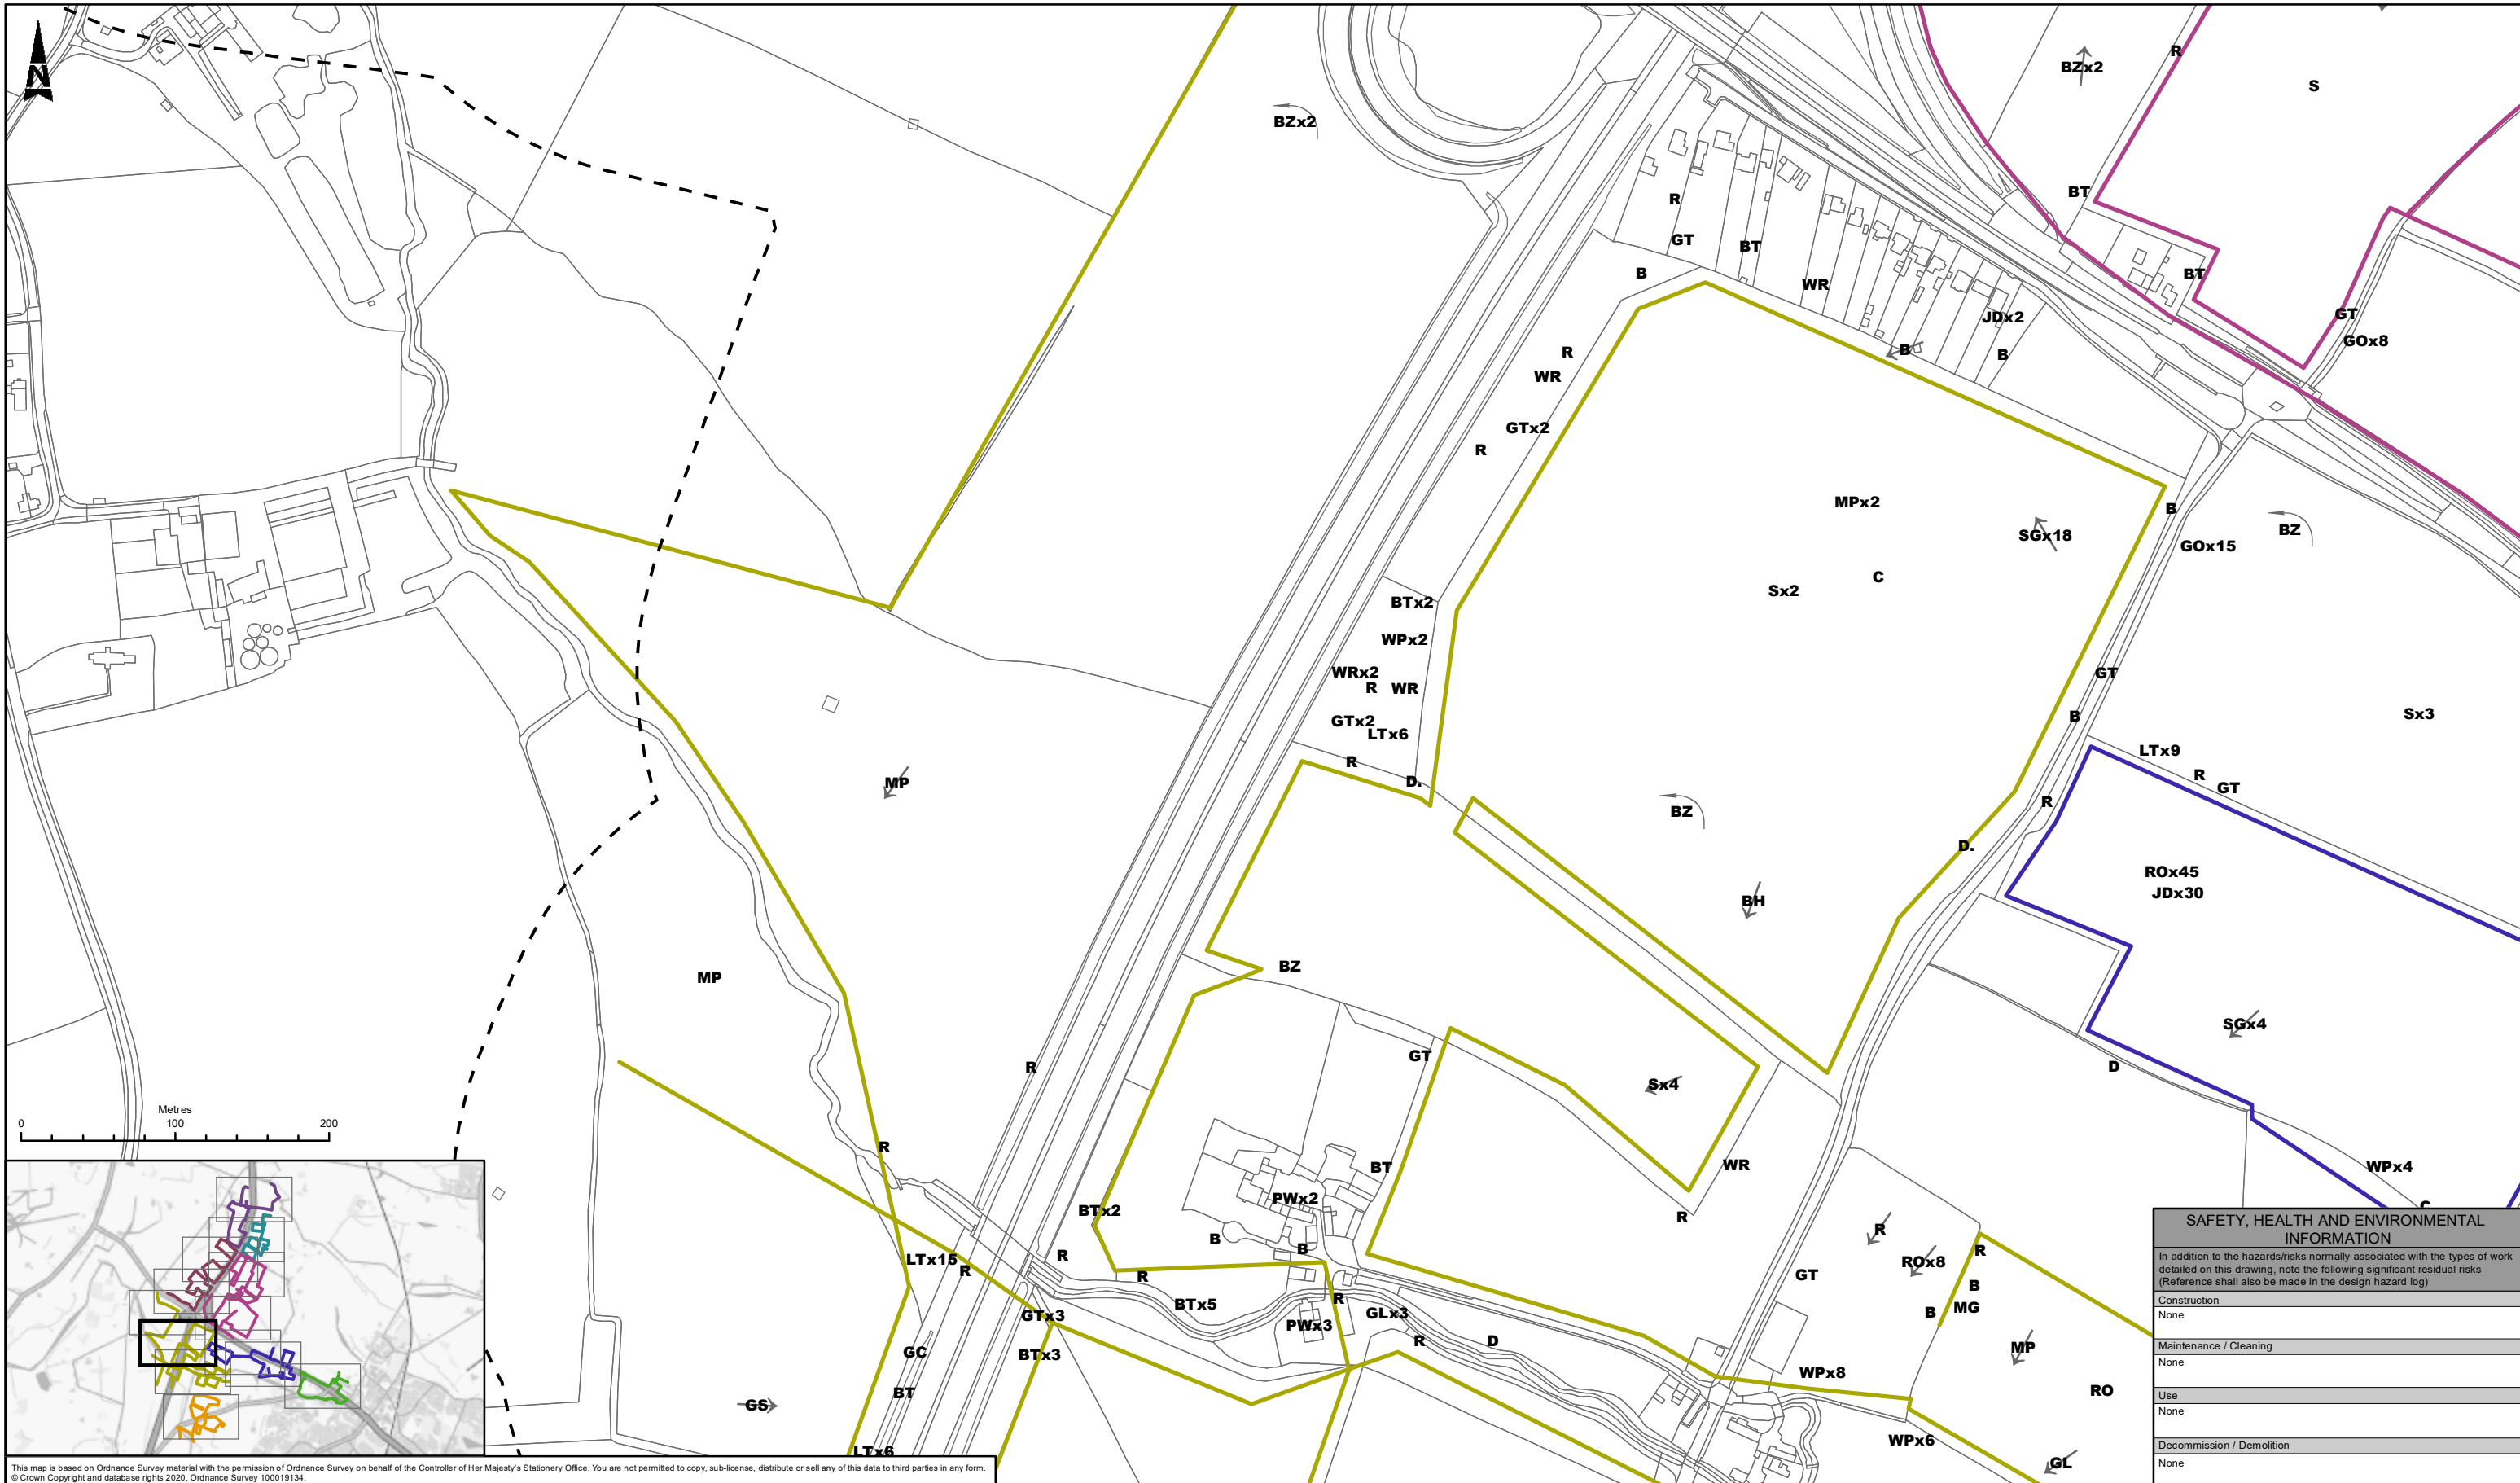 N
BZx2
BZx2
R
S
BT
R
GT
BT
B
WR
BT
GT
GOx8
JDx2
B
B
R
WR
GTx2
R
MPx2
SGx18
B
GOx15
BZ
C
Sx2
BTx2
WPx2
WRx2
R
WR
GT
GTx2
LTx6
B
Sx3
LTx9
R
D.
R
GT
MP
BZ
R
D.
ROx45
JDx30
BH
MP
BZ
SGx4
R
GT
Sx4
D
Metres
0
100
200
R
BT
WR
WPx4
C
PWx2
BTx2
R
B
B
R
R
LTx15
R
R
ROx8
R
GT
B
BTx5
R
GLx3
B
MG
GTx3
PWx3
R
D
GC
BTx3
MP
WPx8
BT
RO
GS
WPx6
LTx6
GL
SAFETY, HEALTH AND ENVIRONMENTAL
INFORMATION
In addition to the hazards/risks normally associated with the types of work
detailed on this drawing, note the following significant residual risks
(Reference shall also be made in the design hazard log)
Construction
None
Maintenance / Cleaning
None
Use
None
Decommission / Demolition
None
This map is based on Ordnance Survey material with the permission of Ordnance Survey on behalf of the Controller of Her Majesty's Stationery Office. You are not permitted to copy, sub-license, distribute or sell any of this data to third parties in any form.
© Crown Copyright and database rights 2020, Ordnance Survey 100019134.